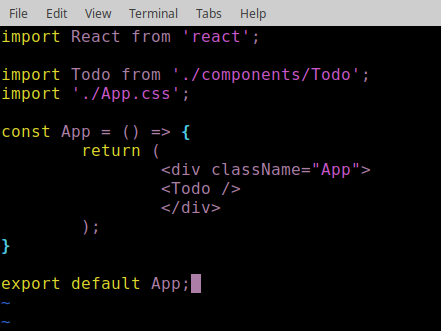 File Edit View Terminal Tabs Help
import React from 'react';

import Todo from './components/Todo';
import './App.css';

const App = () => {
        return (
                <div className="App">
                <Todo />
                </div>
        );
}

export default App;
~
~